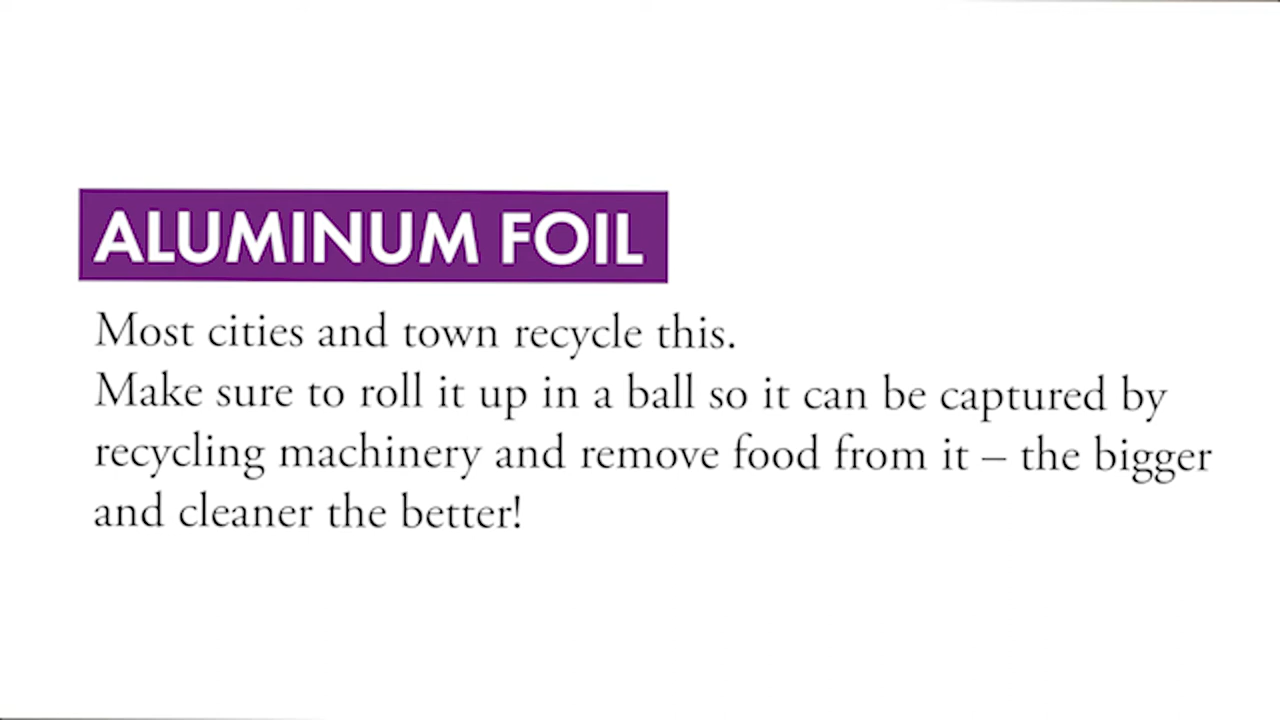 ALUMINUM FOIL
Most cities and town recycle this.
Make sure to roll it up in a ball so it can be captured by
recycling machinery and remove food from it – the bigger
and cleaner the better!